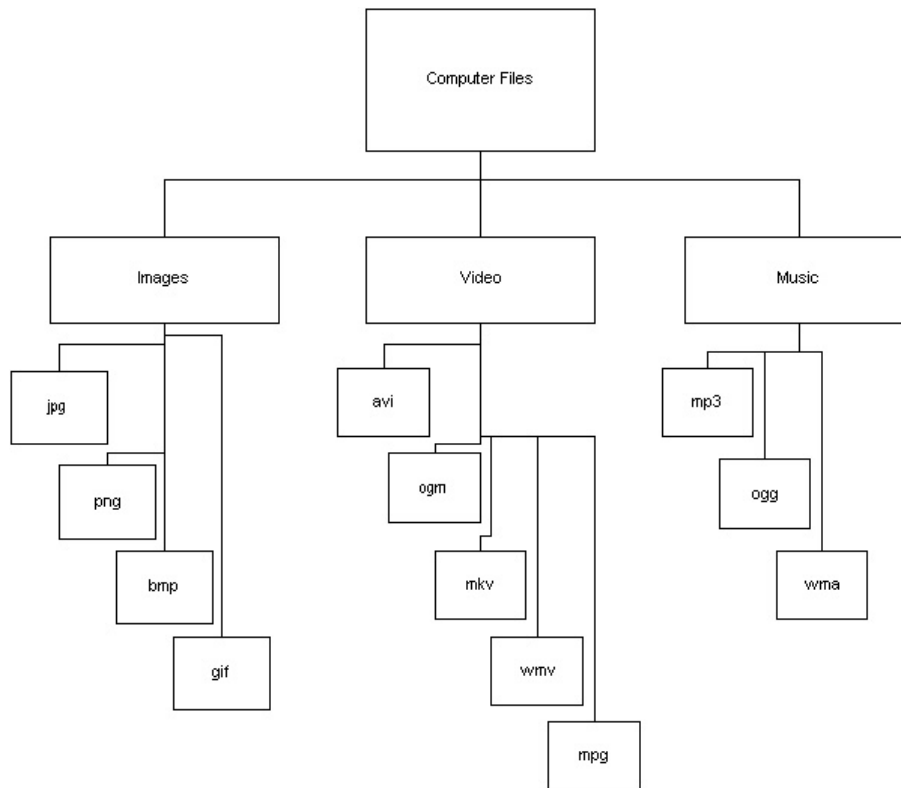 Computer Files
Images
Video
Music
jpg
png
bmp
gif
avi
ogm
mkv
wmv
mpg
mp3
ogg
wma